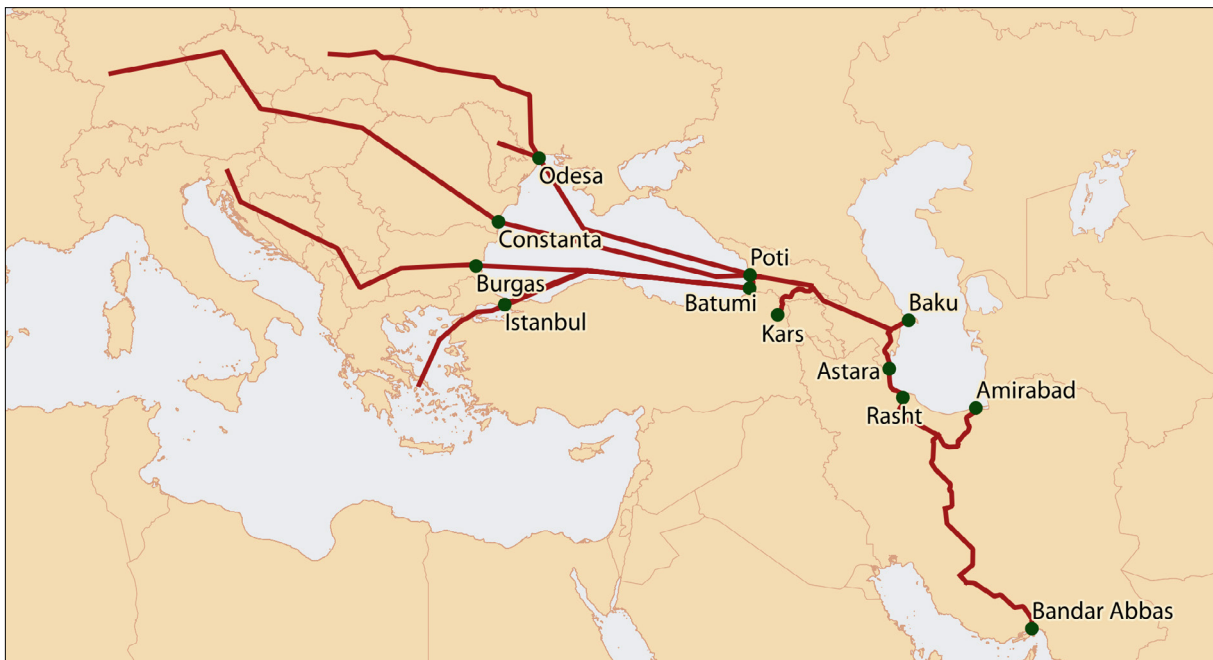 Odesa
Constanta
Poti
Burgas
Batumi
Istanbul
Baku
Kars
Astara
Amirabad
Rasht
Bandar Abbas